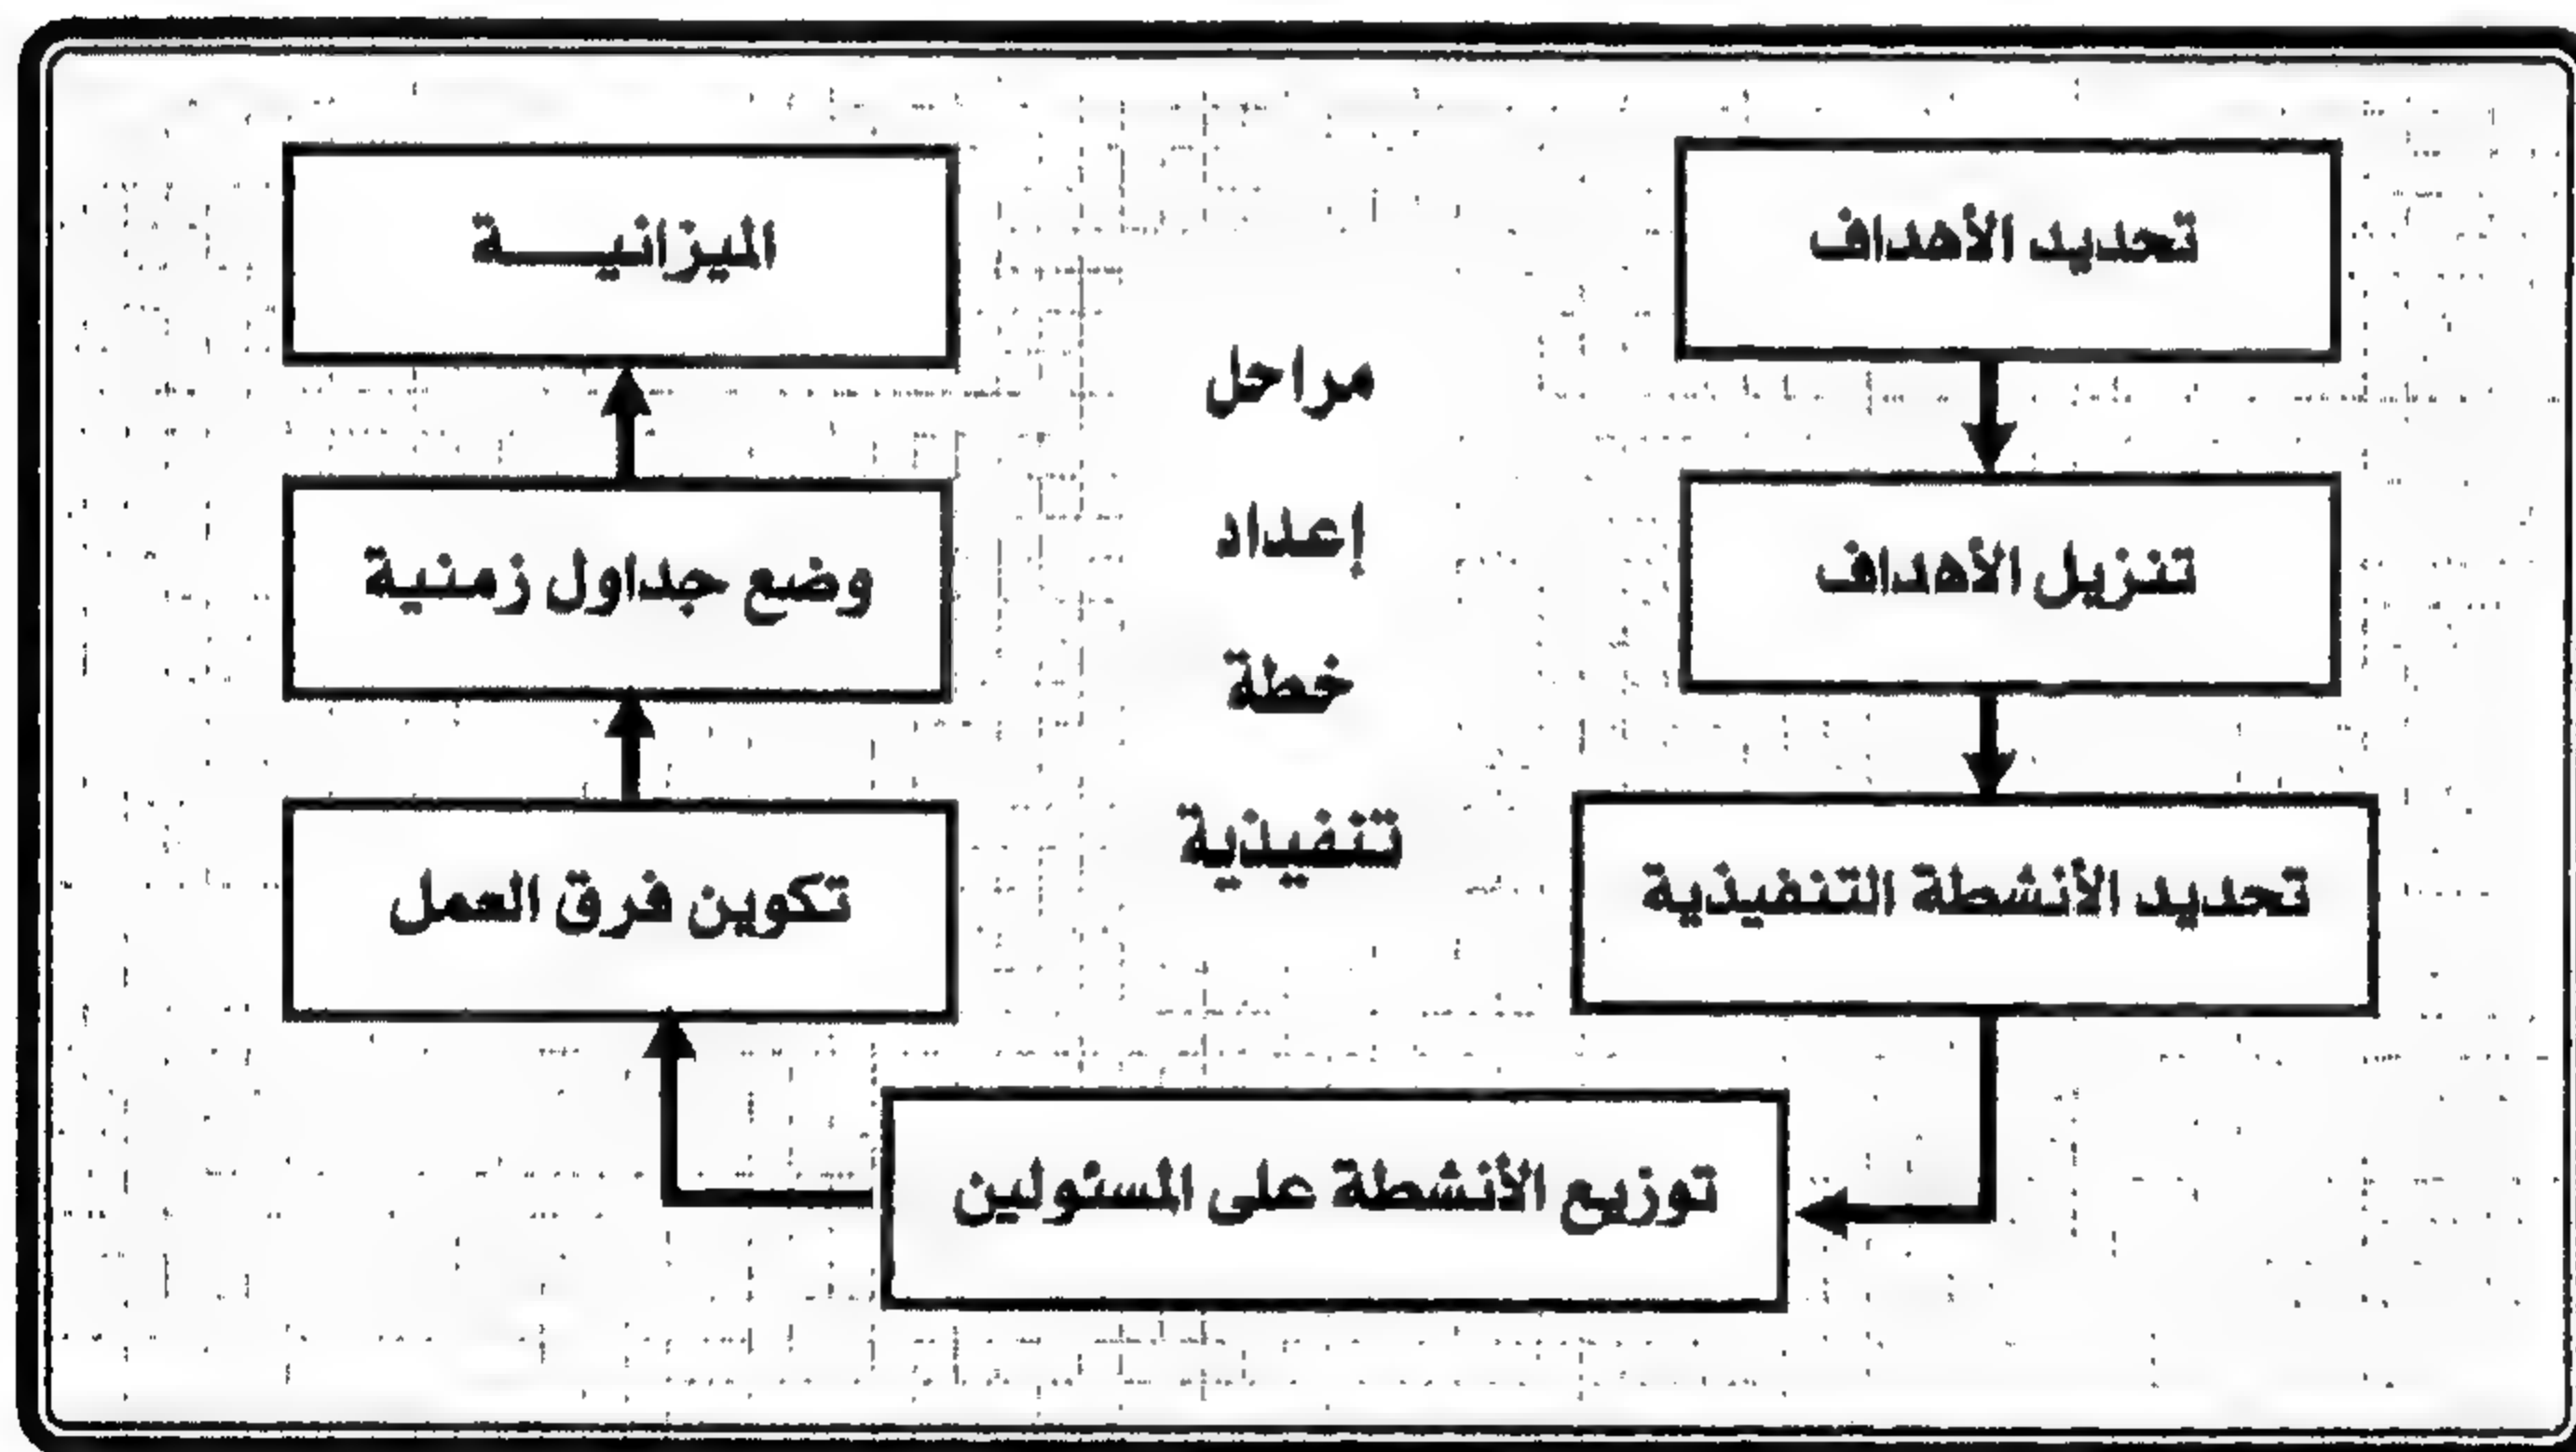 مراحل
إعداد
خطة
تنفيذية
تحديد الأهداف
تنزيل الأهداف
تحديد الأنشطة التنفيذية
توزيع الأنشطة على المسئولين
تكوين فرق العمل
وضع جداول زمنية
الميزانيـــة